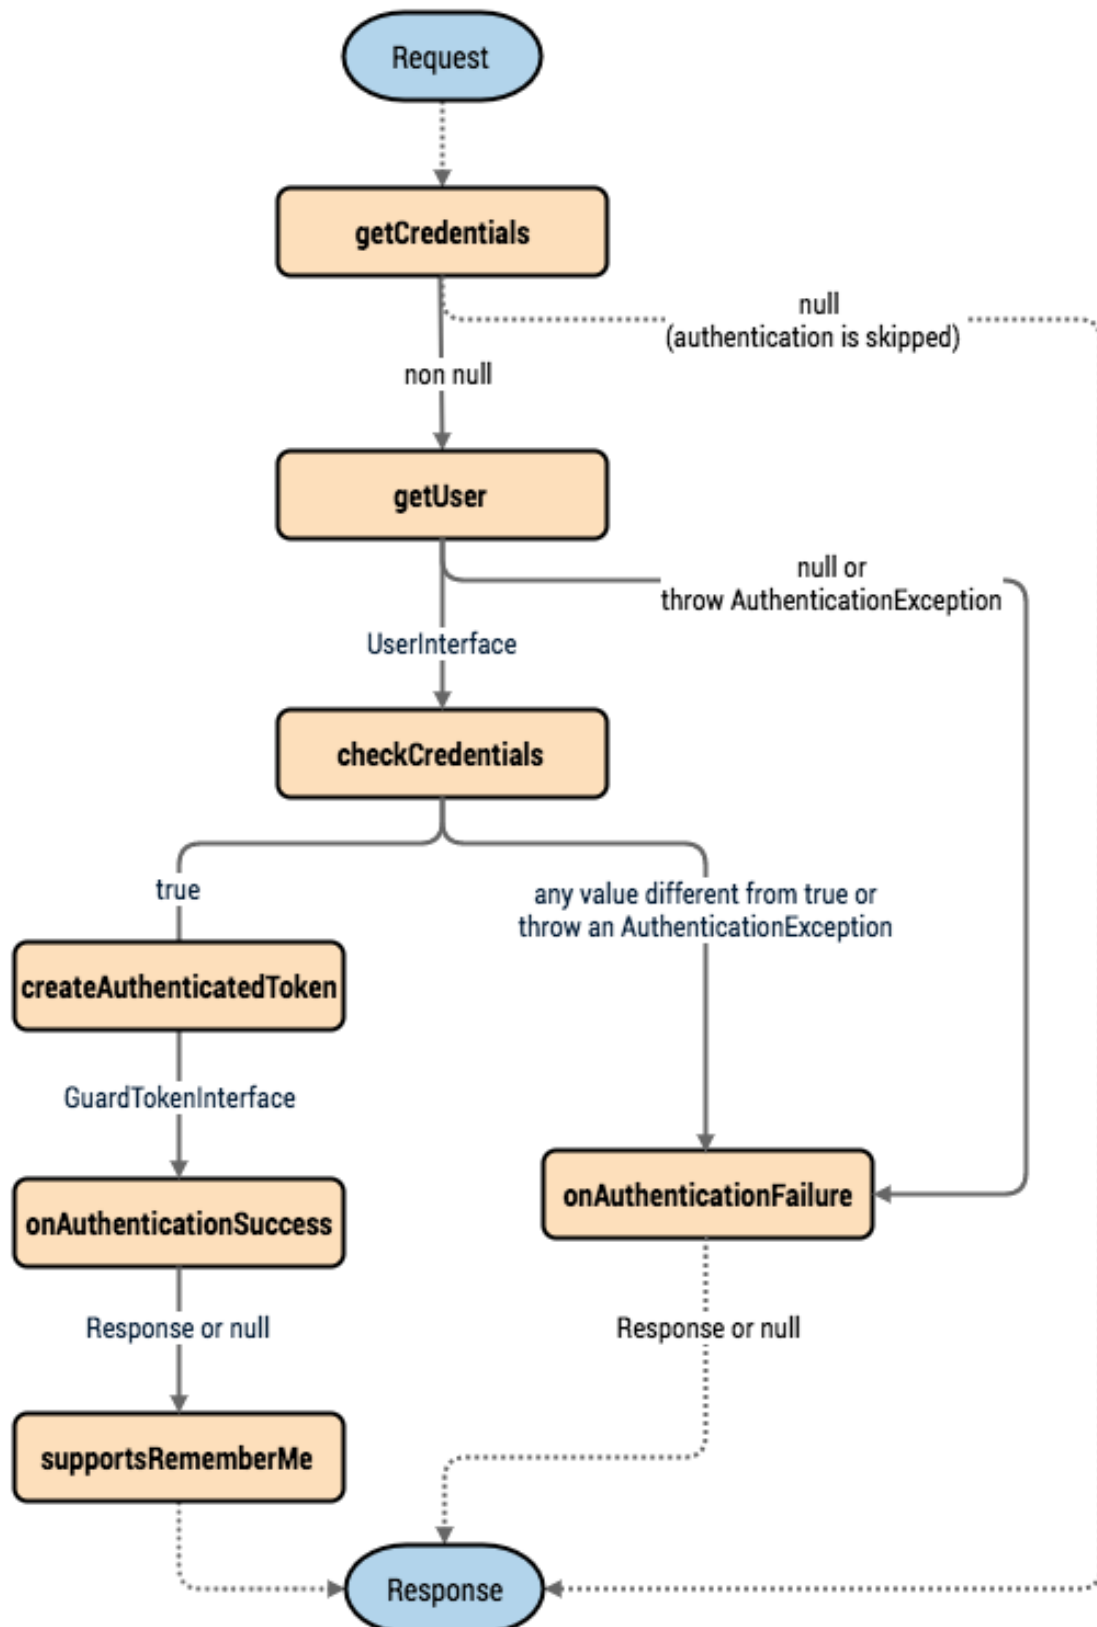 Request
getCredentials
null
(authentication is skipped)
non null
getUser
null or
throw AuthenticationException
UserInterface
checkCredentials
true
any value different from true or
throw an AuthenticationException
createAuthenticatedToken
GuardTokenInterface
onAuthenticationSuccess
onAuthenticationFailure
Response or null
Response or null
supportsRememberMe
Response